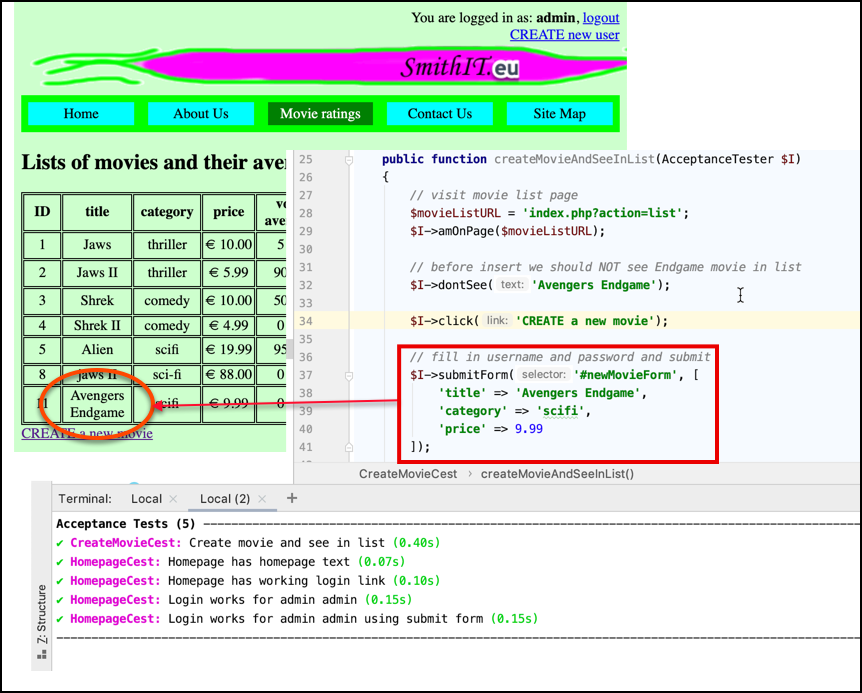 You are logged in as: admin, logout
CREATE new user
SmithIT.eu
Home About Us Movie ratings Contact Us Site Map
Lists of movies and their aver
ID title category price
1 Jaws thriller € 10.00 5
2 Jaws II thriller € 5.99 90
3 Shrek comedy € 10.00 50
4 Shrek II comedy € 4.99 0
5 Alien scifi € 19.99 95
8 jaws II sci-fi € 88.00 0
11 Avengers Endgame scifi € 9.99 0
CREATE a new movie
25 public function createMovieAndSeeInList(AcceptanceTester $I)
26 {
27 // visit movie list page
28 $movieListURL = 'index.php?action=list';
29 $I->amOnPage($movieListURL);
30
31 // before insert we should NOT see Endgame movie in list
32 $I->dontSee( text: 'Avengers Endgame');
33
34 $I->click( link: 'CREATE a new movie');
35
36 // fill in username and password and submit
37 $I->submitForm( selector: '#newMovieForm', [
38 'title' => 'Avengers Endgame',
39 'category' => 'scifi',
40 'price' => 9.99
41 ]);
CreateMovieCest › createMovieAndSeeInList()
Terminal: Local × Local (2) × +
Acceptance Tests (5)
✔ CreateMovieCest: Create movie and see in list (0.40s)
✔ HomepageCest: Homepage has homepage text (0.07s)
✔ HomepageCest: Homepage has working login link (0.10s)
✔ HomepageCest: Login works for admin admin (0.15s)
✔ HomepageCest: Login works for admin admin using submit form (0.15s)
Z: Structure